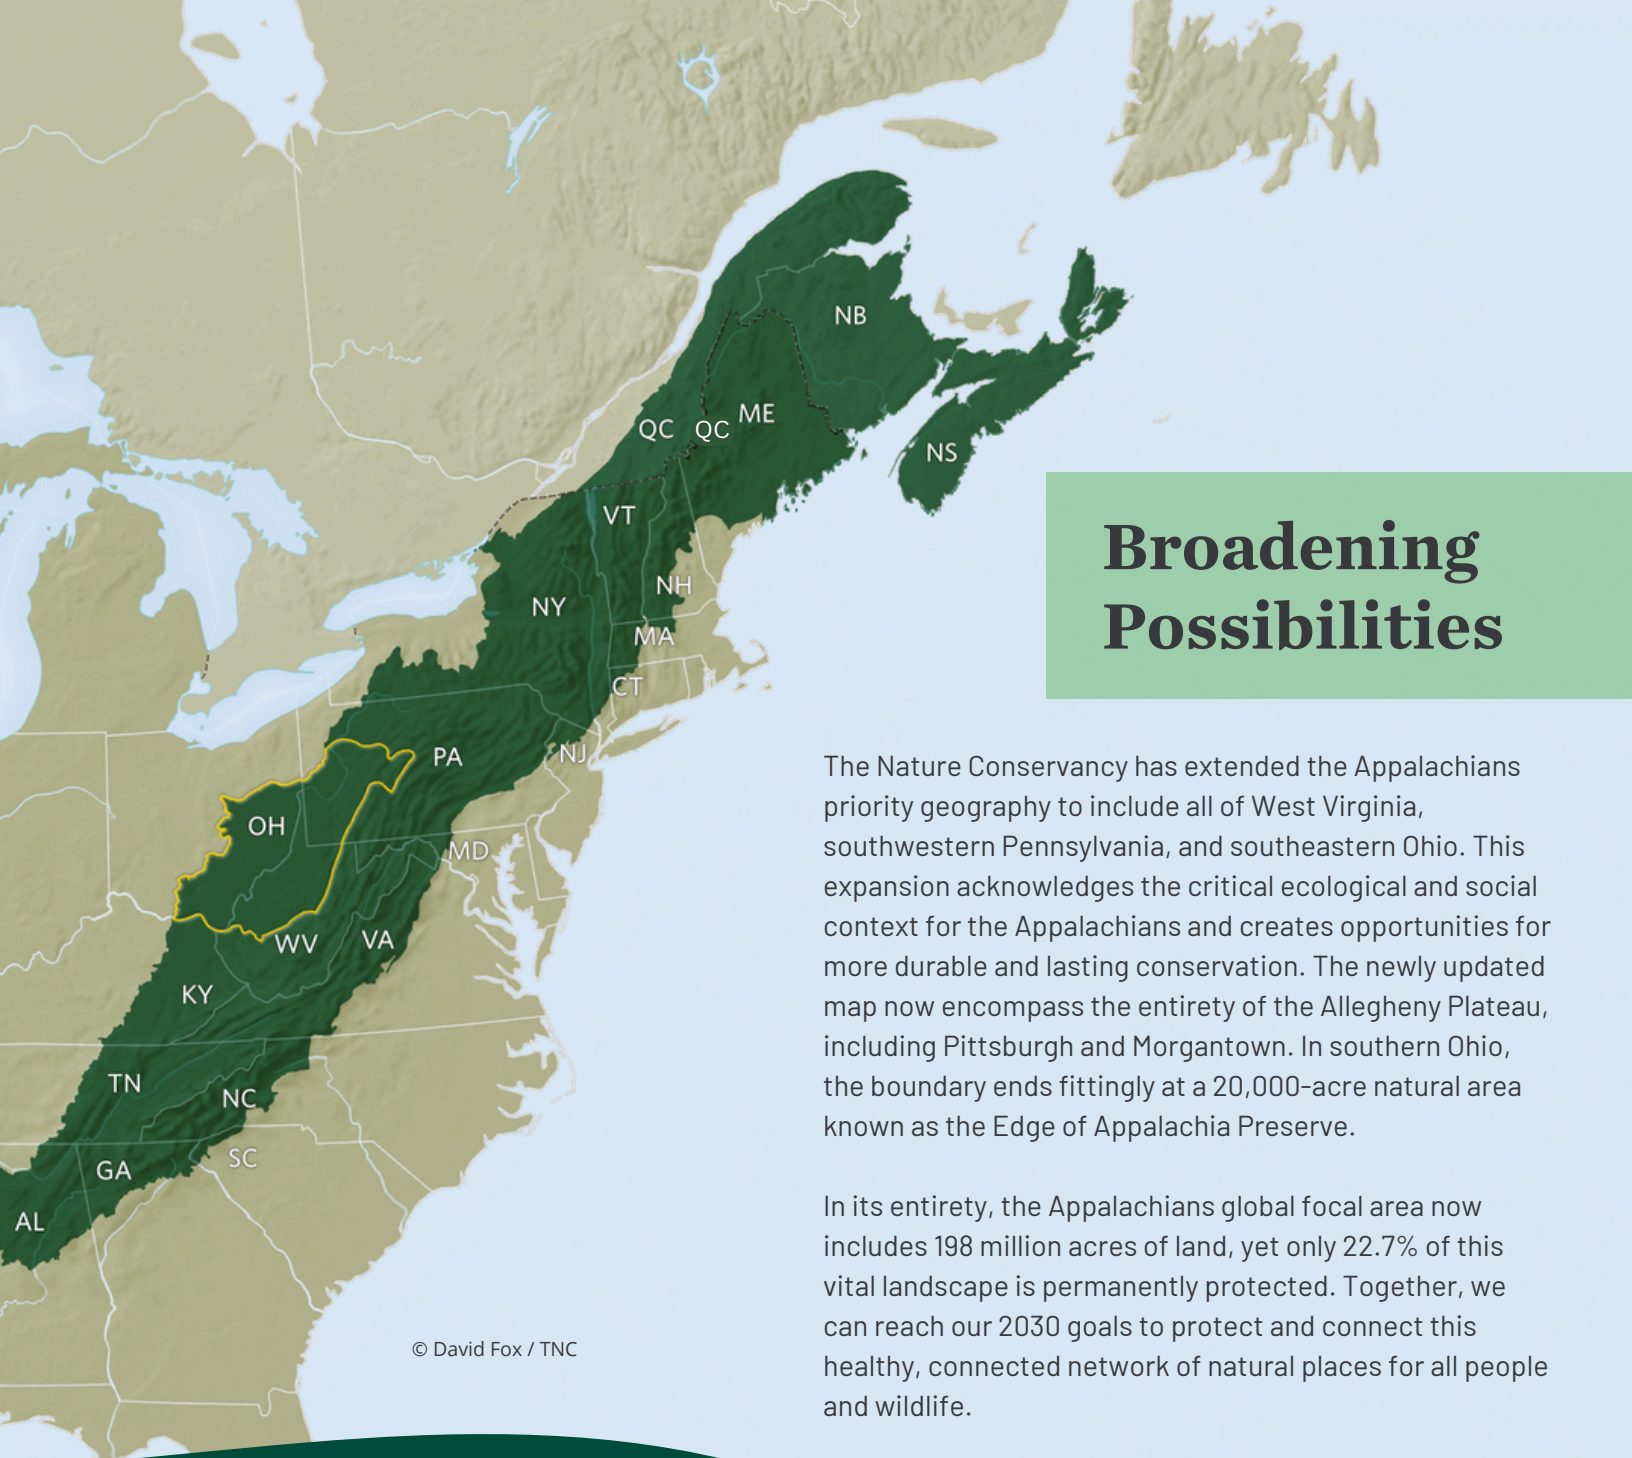 NB
QC
QC
ME
NS
VT
NH
NY
MA
CT
NJ
PA
OH
MD
WV
VA
KY
TN
NC
SC
GA
AL
© David Fox / TNC
Broadening
Possibilities
The Nature Conservancy has extended the Appalachians
priority geography to include all of West Virginia,
southwestern Pennsylvania, and southeastern Ohio. This
expansion acknowledges the critical ecological and social
context for the Appalachians and creates opportunities for
more durable and lasting conservation. The newly updated
map now encompass the entirety of the Allegheny Plateau,
including Pittsburgh and Morgantown. In southern Ohio,
the boundary ends fittingly at a 20,000-acre natural area
known as the Edge of Appalachia Preserve.
In its entirety, the Appalachians global focal area now
includes 198 million acres of land, yet only 22.7% of this
vital landscape is permanently protected. Together, we
can reach our 2030 goals to protect and connect this
healthy, connected network of natural places for all people
and wildlife.